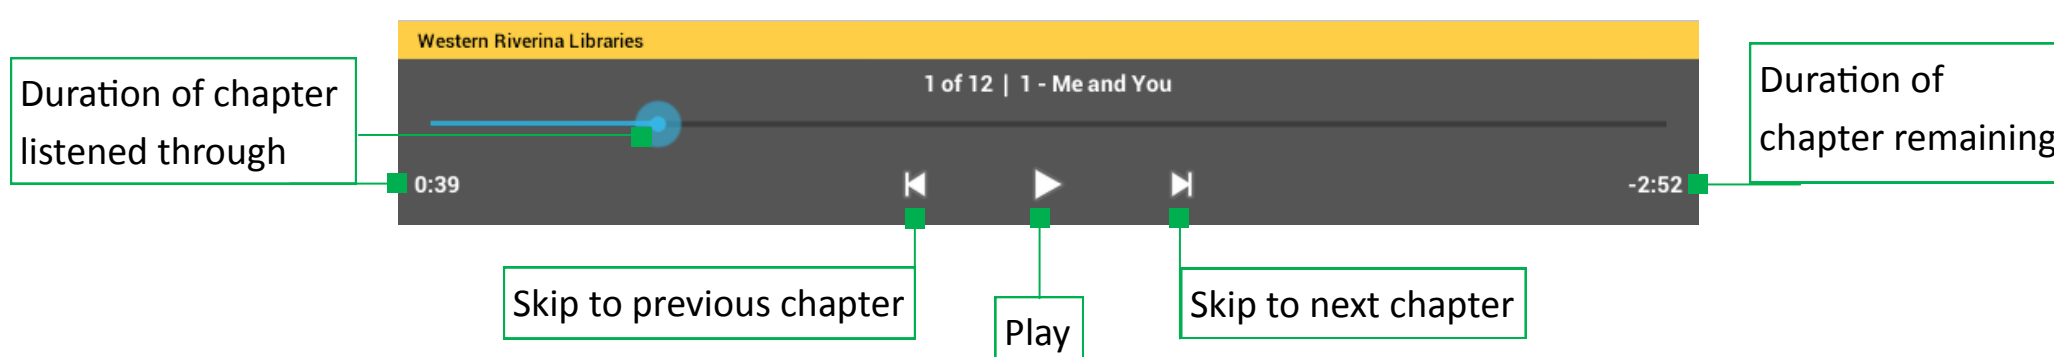 Western Riverina Libraries
1 of 12 | 1 - Me and You
Duration of chapter
listened through
Duration of
chapter remaining
0:39
-2:52
Skip to previous chapter
Play
Skip to next chapter